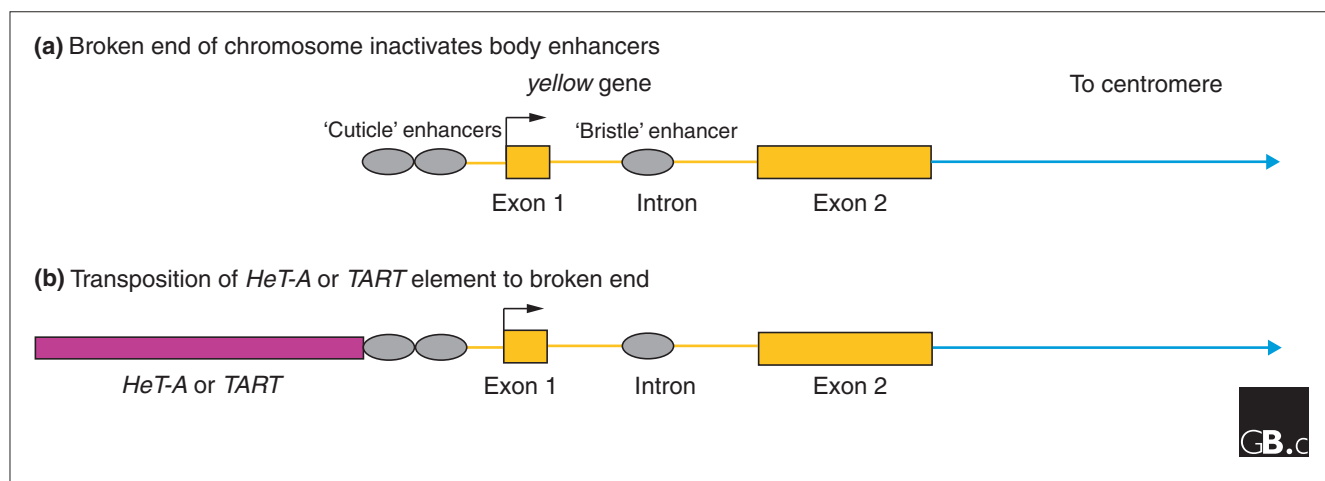 (a) Broken end of chromosome inactivates body enhancers
yellow gene
To centromere
‘Cuticle’ enhancers
‘Bristle’ enhancer
Exon 1
Intron
Exon 2
(b) Transposition of HeT-A or TART element to broken end
HeT-A or TART
Exon 1
Intron
Exon 2
GB.c